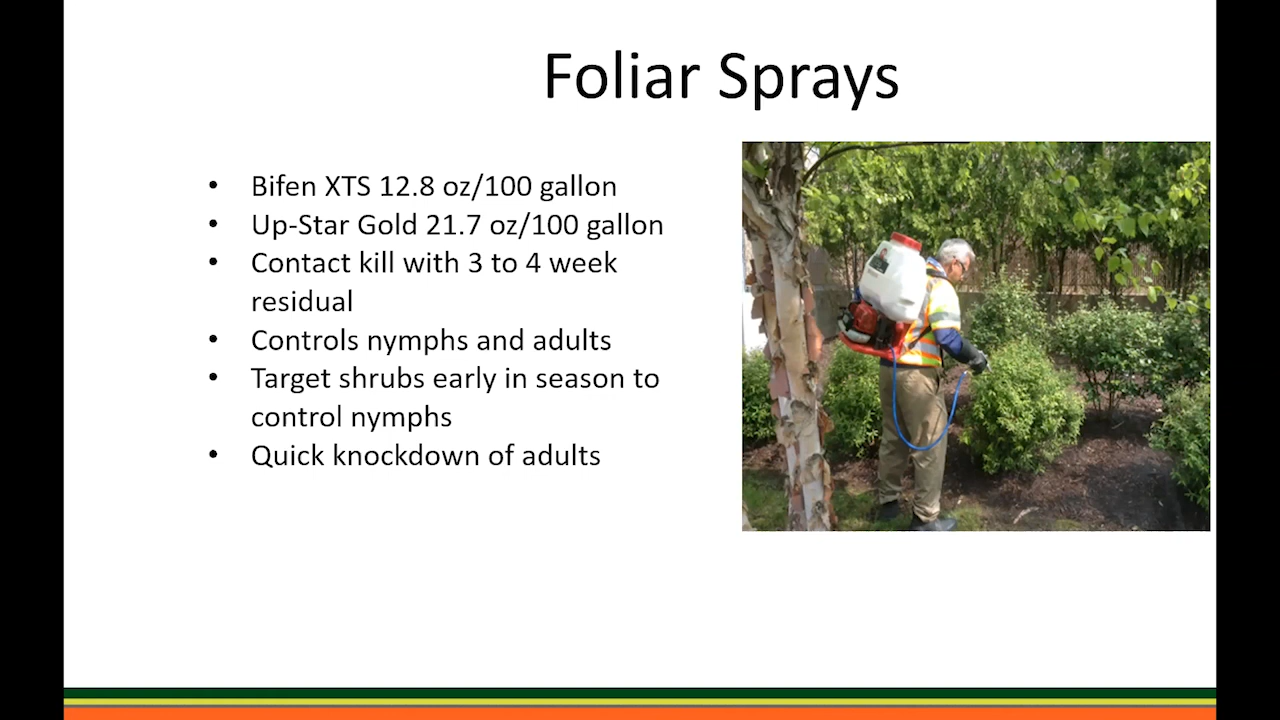 Foliar Sprays
• Bifen XTS 12.8 oz/100 gallon
• Up-Star Gold 21.7 oz/100 gallon
• Contact kill with 3 to 4 week
residual
• Controls nymphs and adults
• Target shrubs early in season to
control nymphs
• Quick knockdown of adults